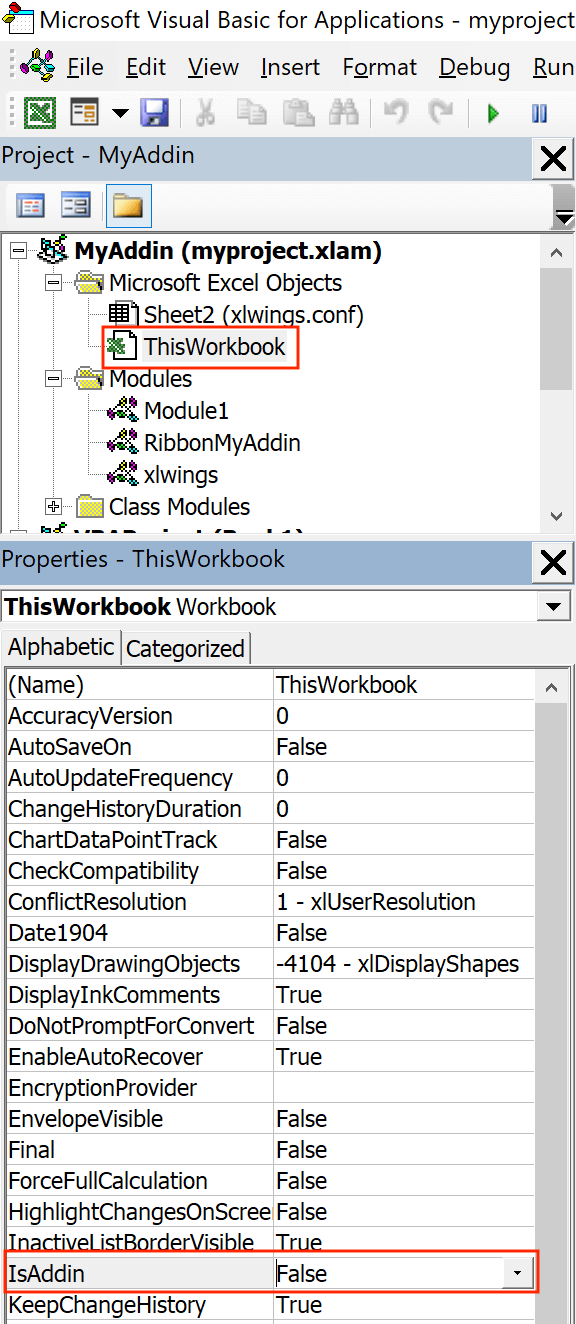 Microsoft Visual Basic for Applications - myproject
File Edit View Insert Format Debug Run
Project - MyAddin
MyAddin (myproject.xlam)
Microsoft Excel Objects
Sheet2 (xlwings.conf)
ThisWorkbook
Modules
Module1
RibbonMyAddin
xlwings
Class Modules
Properties - ThisWorkbook
ThisWorkbook Workbook
Alphabetic Categorized
(Name) ThisWorkbook
AccuracyVersion 0
AutoSaveOn False
AutoUpdateFrequency 0
ChangeHistoryDuration 0
ChartDataPointTrack False
CheckCompatibility False
ConflictResolution 1 - xlUserResolution
Date1904 False
DisplayDrawingObjects -4104 - xlDisplayShapes
DisplayInkComments True
DoNotPromptForConvert False
EnableAutoRecover True
EncryptionProvider
EnvelopeVisible False
Final False
ForceFullCalculation False
HighlightChangesOnScreen False
InactiveListBorderVisible True
IsAddin False
KeepChangeHistory True